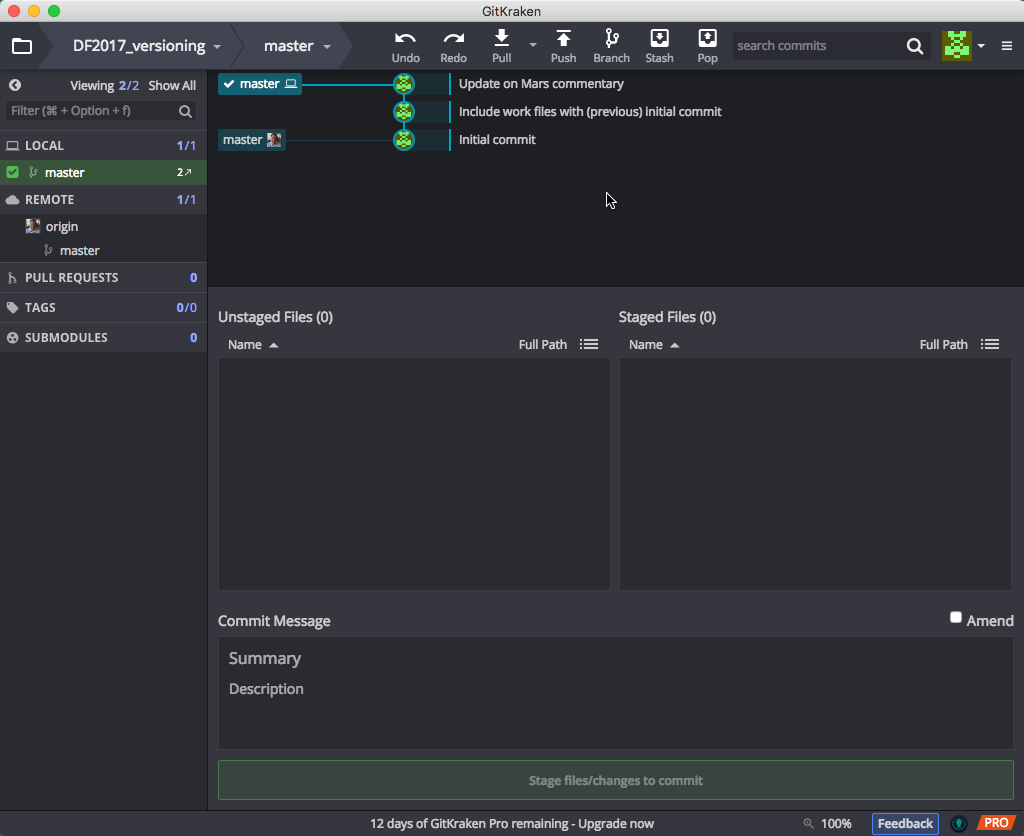 GitKraken
DF2017_versioning
master
Undo
Redo
Pull
Push
Branch
Stash
Pop
search commits
Viewing 2/2 Show All
Filter (⌘ + Option + f)
LOCAL 1/1
master 2↗
REMOTE 1/1
origin
master
PULL REQUESTS 0
TAGS 0/0
SUBMODULES 0
master
Update on Mars commentary
Include work files with (previous) initial commit
master
Initial commit
Unstaged Files (0)
Name
Full Path
Staged Files (0)
Name
Full Path
Commit Message
Amend
Summary
Description
Stage files/changes to commit
12 days of GitKraken Pro remaining - Upgrade now
100%
Feedback
PRO